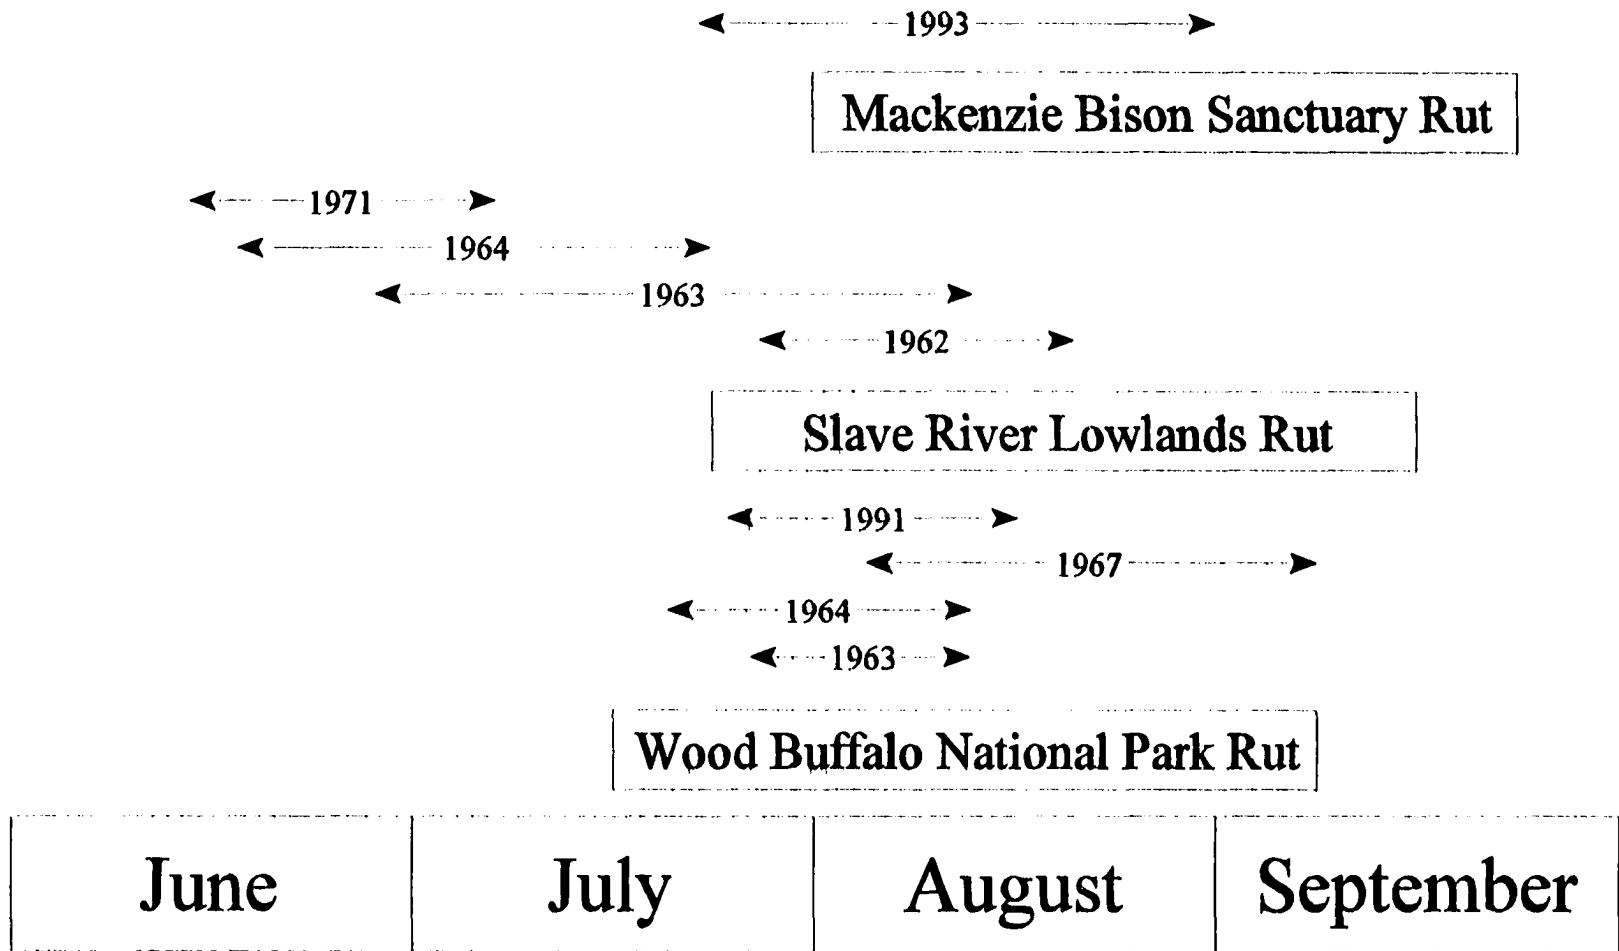 1993
Mackenzie Bison Sanctuary Rut
1971
1964
1963
1962
Slave River Lowlands Rut
1991
1967
1964
1963
Wood Buffalo National Park Rut
June July August September